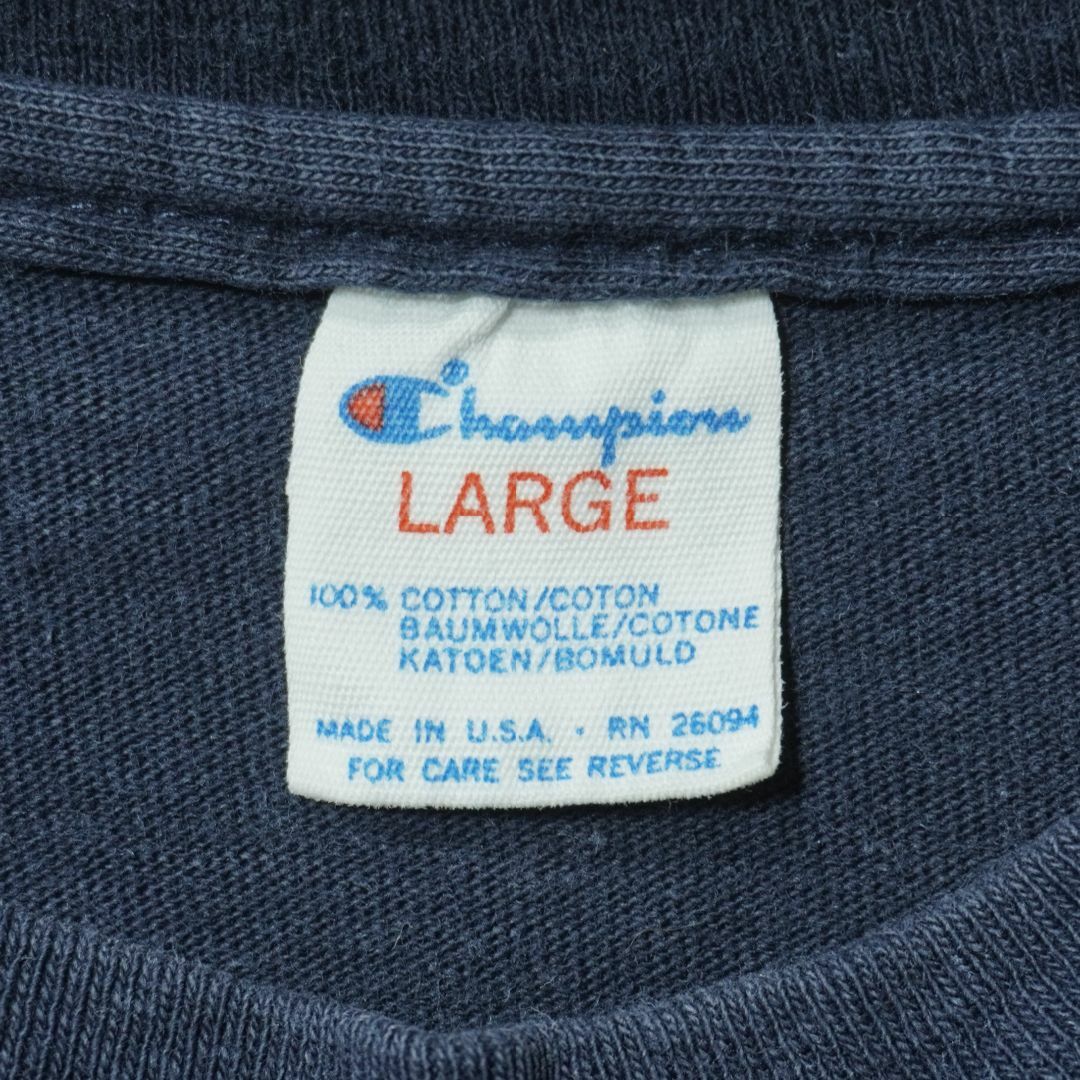 Champion®
LARGE
100% COTTON/COTON
BAUMWOLLE/COTONE
KATOEN/BOMULD
MADE IN U.S.A. · RN 26094
FOR CARE SEE REVERSE